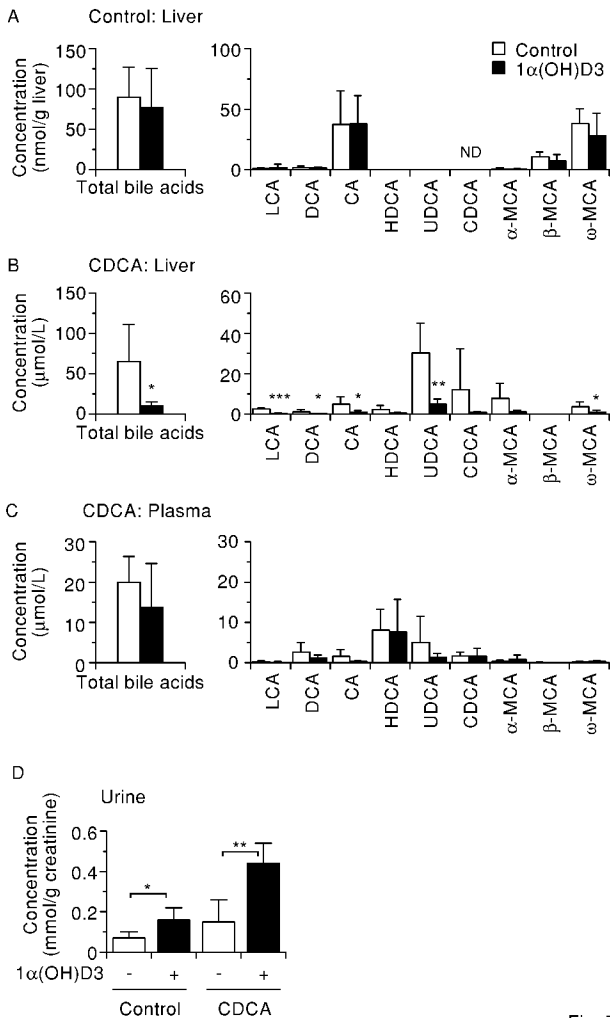 A
Control: Liver
Concentration
(nmol/g liver)
150
100
75
50
25
0
Total bile acids
100
50
0
Control
1α(OH)D3
ND
LCA
DCA
CA
HDCA
UDCA
CDCA
α-MCA
β-MCA
ω-MCA
B
CDCA: Liver
Concentration
(μmol/L)
150
100
75
50
25
0
*
Total bile acids
60
40
20
0
***
*
*
**
*
LCA
DCA
CA
HDCA
UDCA
CDCA
α-MCA
β-MCA
ω-MCA
C
CDCA: Plasma
Concentration
(μmol/L)
30
20
10
0
Total bile acids
30
20
10
0
LCA
DCA
CA
HDCA
UDCA
CDCA
α-MCA
β-MCA
ω-MCA
D
Urine
Concentration
(mmol/g creatinine)
0.6
0.4
0.2
0
*
**
1α(OH)D3 - + - +
Control CDCA